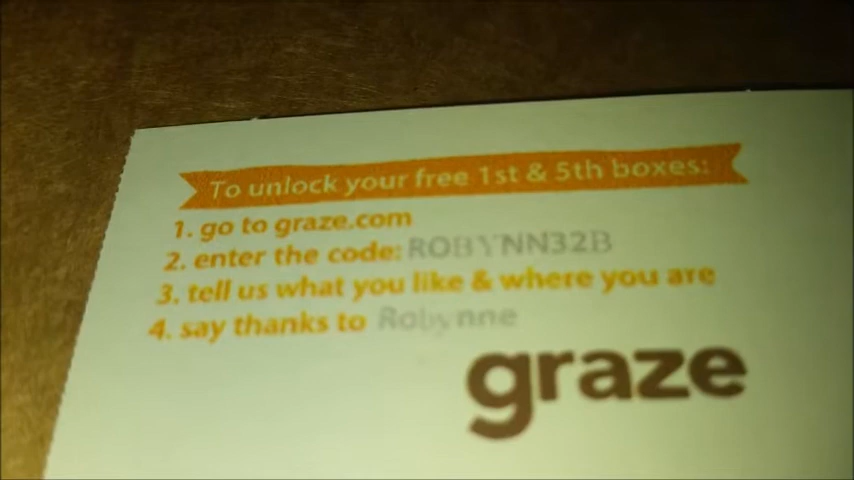 To unlock your free 1st & 5th boxes:
1. go to graze.com
2. enter the code: ROBYNN32B
3. tell us what you like & where you are
4. say thanks to Robynne
graze